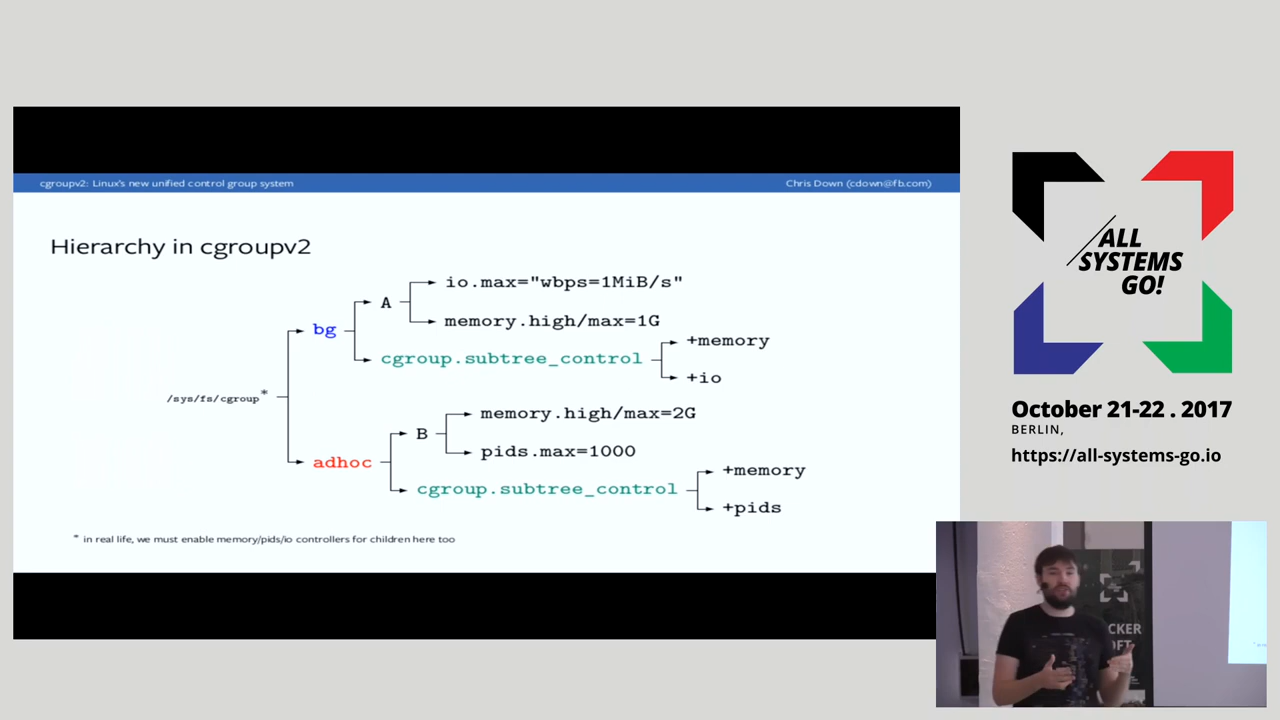 cgroupv2: Linux's new unified control group system
Chris Down (cdown@fb.com)
Hierarchy in cgroupv2
io.max="wbps=1MiB/s"
A
memory.high/max=1G
bg
+memory
cgroup.subtree_control
+io
/sys/fs/cgroup*
memory.high/max=2G
B
pids.max=1000
adhoc
+memory
cgroup.subtree_control
+pids
* in real life, we must enable memory/pids/io controllers for children here too
ALL
SYSTEMS
GO!
October 21-22 . 2017
BERLIN,
https://all-systems-go.io
CKER